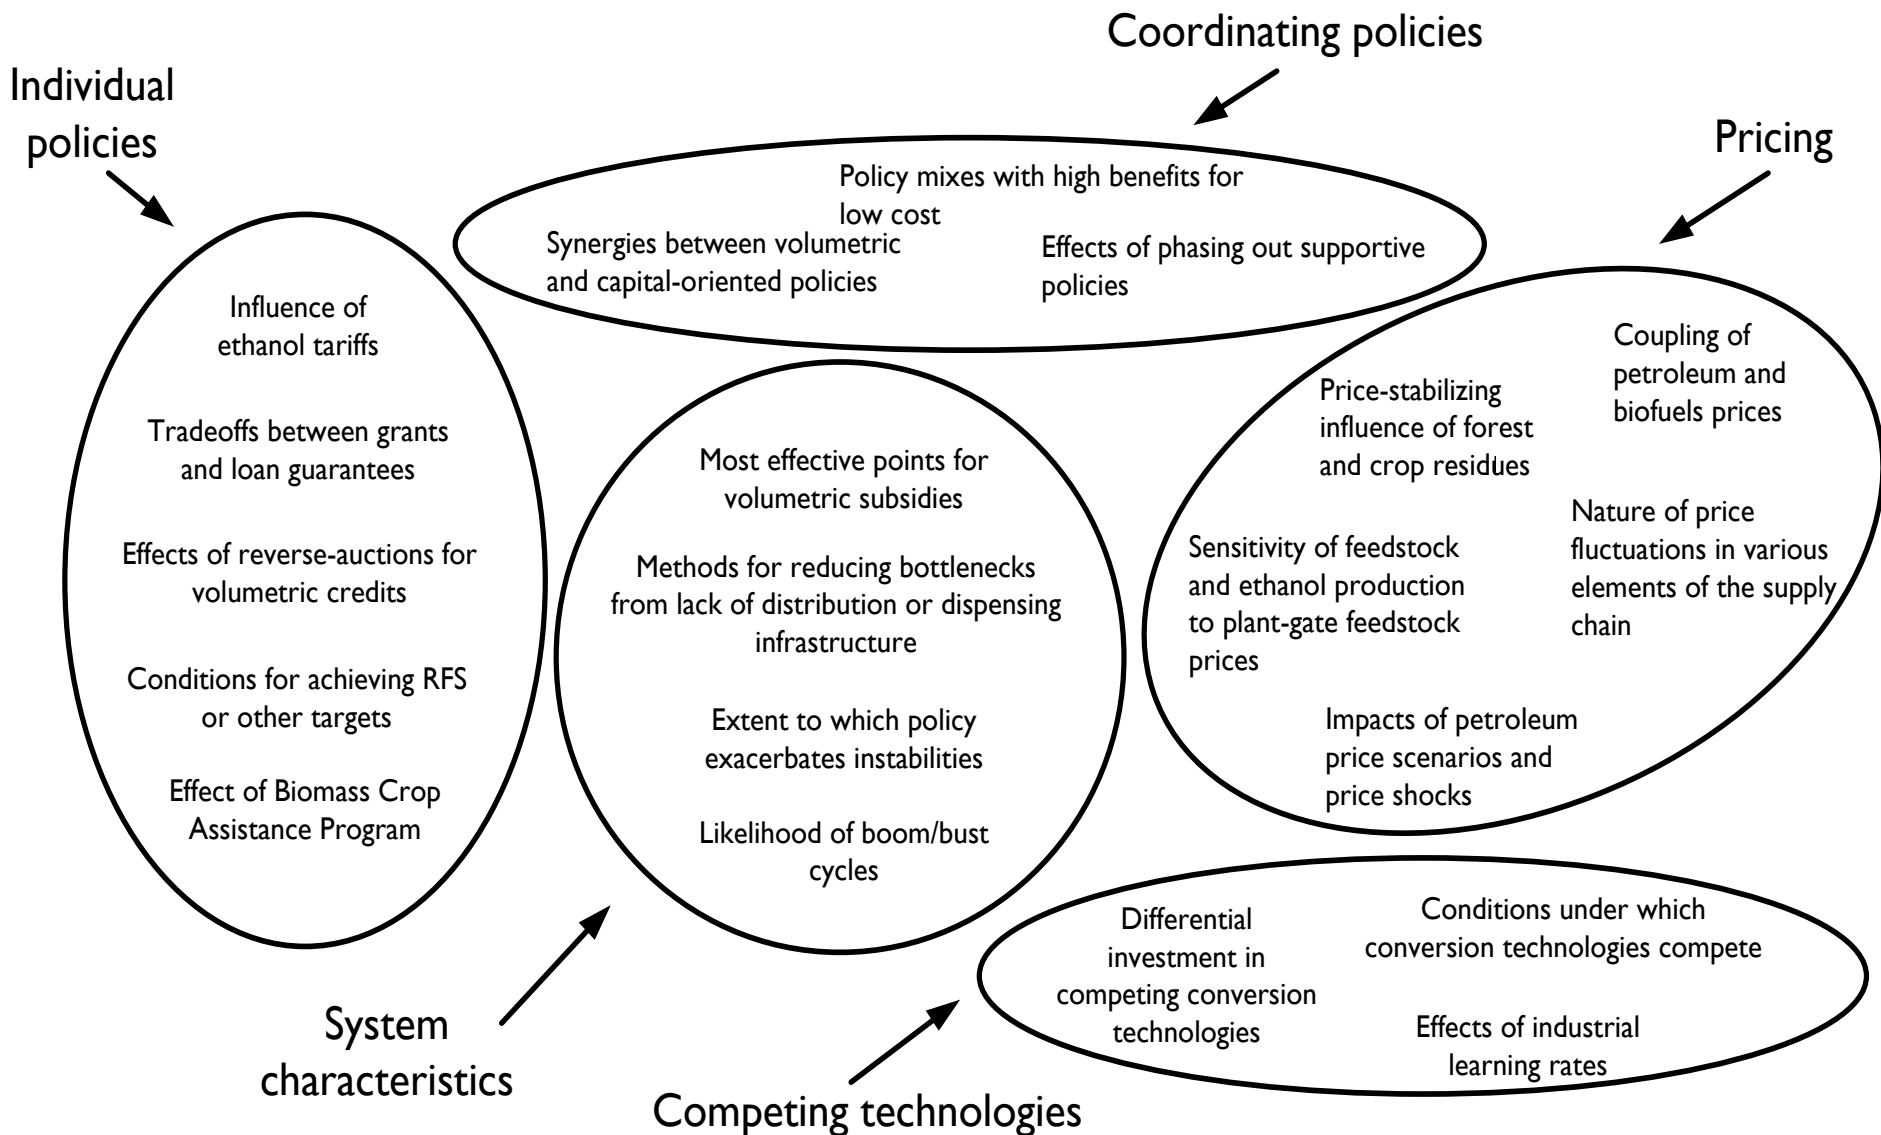 Coordinating policies
Individual
policies
Pricing
Policy mixes with high benefits for
low cost
Synergies between volumetric
and capital-oriented policies
Effects of phasing out supportive
policies
Influence of
ethanol tariffs
Tradeoffs between grants
and loan guarantees
Effects of reverse-auctions for
volumetric credits
Conditions for achieving RFS
or other targets
Effect of Biomass Crop
Assistance Program
Most effective points for
volumetric subsidies
Methods for reducing bottlenecks
from lack of distribution or dispensing
infrastructure
Extent to which policy
exacerbates instabilities
Likelihood of boom/bust
cycles
Coupling of
petroleum and
biofuels prices
Price-stabilizing
influence of forest
and crop residues
Nature of price
fluctuations in various
elements of the supply
chain
Sensitivity of feedstock
and ethanol production
to plant-gate feedstock
prices
Impacts of petroleum
price scenarios and
price shocks
Differential
investment in
competing conversion
technologies
Conditions under which
conversion technologies compete
Effects of industrial
learning rates
System
characteristics
Competing technologies